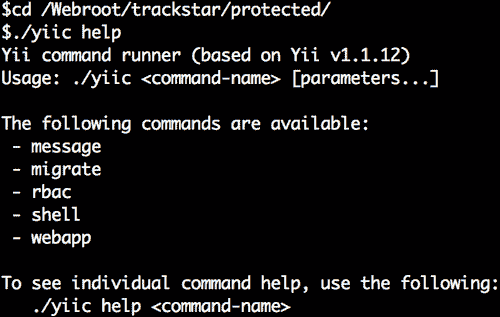 $cd /Webroot/trackstar/protected/
$./yiic help
Yii command runner (based on Yii v1.1.12)
Usage: ./yiic <command-name> [parameters...]
The following commands are available:
- message
- migrate
- rbac
- shell
- webapp
To see individual command help, use the following:
./yiic help <command-name>